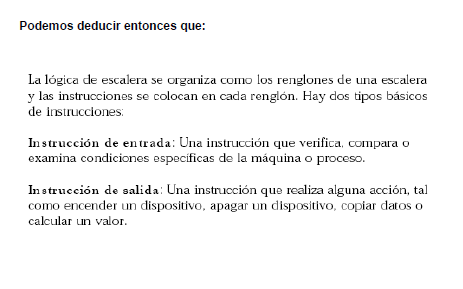 Podemos deducir entonces que:
La lógica de escalera se organiza como los renglones de una escalera
y las instrucciones se colocan en cada renglón. Hay dos tipos básicos
de instrucciones:
Instrucción de entrada: Una instrucción que verifica, compara o
examina condiciones específicas de la máquina o proceso.
Instrucción de salida: Una instrucción que realiza alguna acción, tal
como encender un dispositivo, apagar un dispositivo, copiar datos o
calcular un valor.